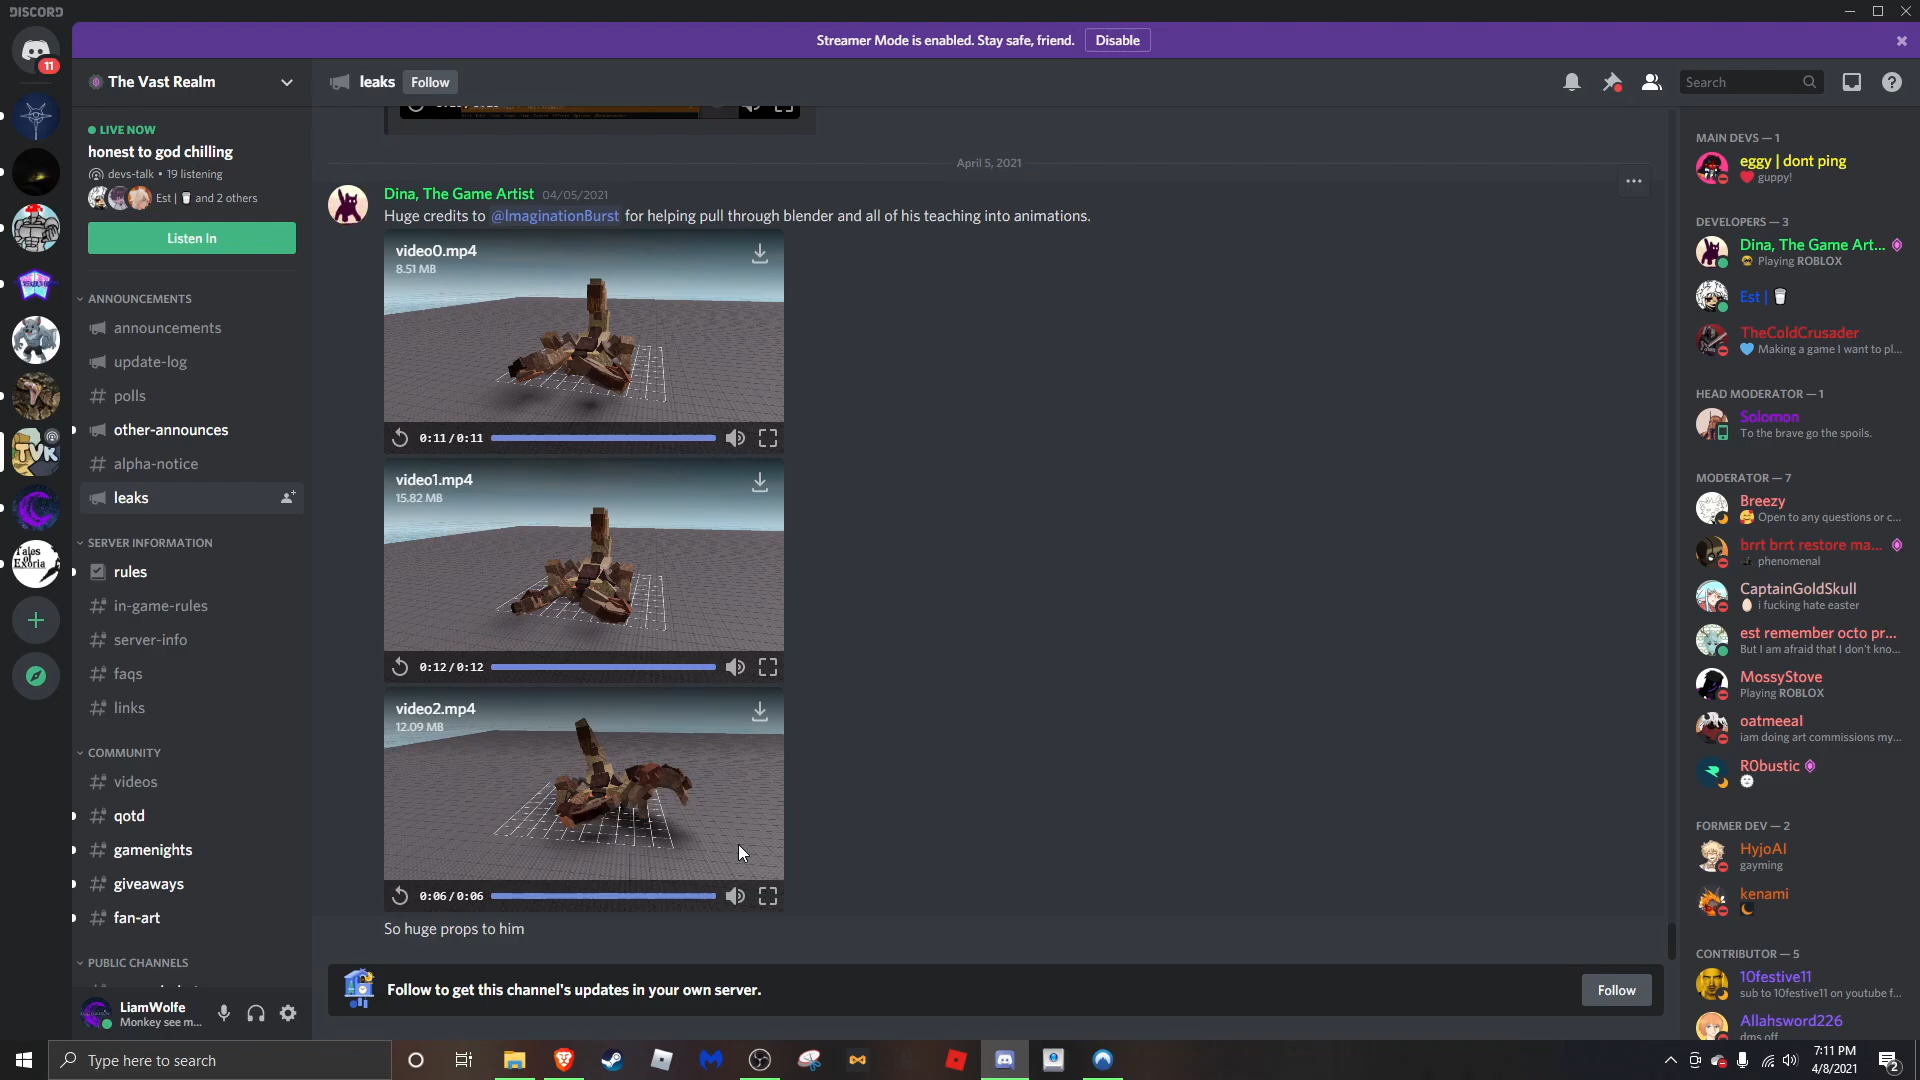 DISCORD
Streamer Mode is enabled. Stay safe, friend.
Disable
11
The Vast Realm
leaks
Follow
Search
LIVE NOW
honest to god chilling
devs-talk • 19 listening
Est | and 2 others
Listen In
ANNOUNCEMENTS
announcements
update-log
polls
other-announces
alpha-notice
leaks
SERVER INFORMATION
rules
in-game-rules
server-info
faqs
links
COMMUNITY
videos
qotd
gamenights
giveaways
fan-art
PUBLIC CHANNELS
TVK
Tales of Exoria
LiamWolfe
Monkey see m...
April 5, 2021
Dina, The Game Artist 04/05/2021
Huge credits to @ImaginationBurst for helping pull through blender and all of his teaching into animations.
video0.mp4
8.51 MB
0:11/0:11
video1.mp4
15.82 MB
0:12/0:12
video2.mp4
12.09 MB
0:06/0:06
So huge props to him
Follow to get this channel's updates in your own server.
Follow
MAIN DEVS — 1
eggy | dont ping
guppy!
DEVELOPERS — 3
Dina, The Game Art...
Playing ROBLOX
Est |
TheColdCrusader
Making a game I want to pl...
HEAD MODERATOR — 1
Solomon
To the brave go the spoils.
MODERATOR — 7
Breezy
Open to any questions or c...
brrt brrt restore ma...
phenomenal
CaptainGoldSkull
i fucking hate easter
est remember octo pr...
But I am afraid that I don't kno...
MossyStove
Playing ROBLOX
oatmeeal
iam doing art commissions my...
R0bustic
FORMER DEV — 2
HyjoAI
gayming
kenami
CONTRIBUTOR — 5
10festive11
sub to 10festive11 on youtube f...
Allahsword226
dms off
Type here to search
7:11 PM
4/8/2021
2